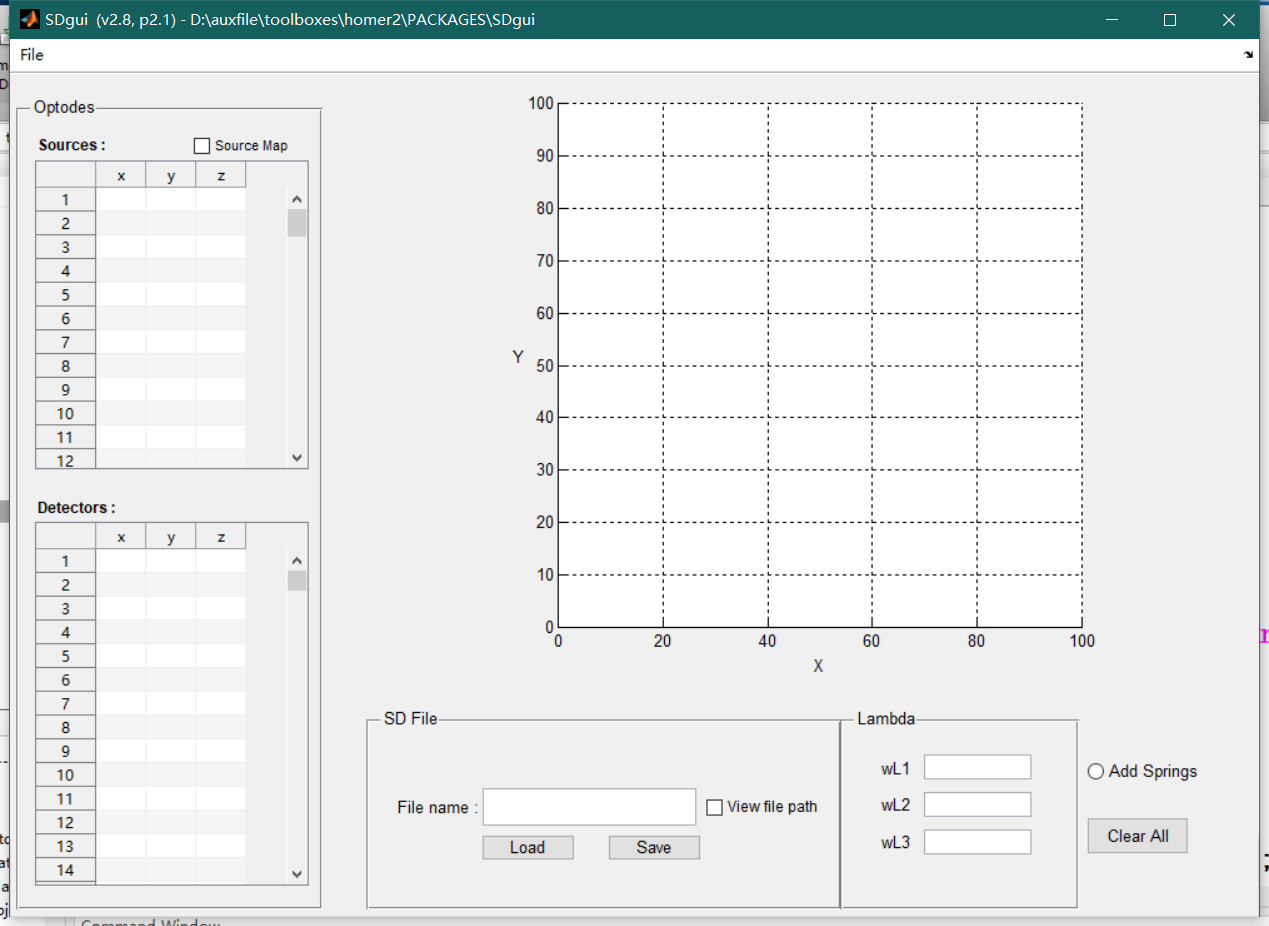 SDgui (v2.8, p2.1) - D:\auxfile\toolboxes\homer2\PACKAGES\SDgui
File
Optodes
Sources :
Source Map
x y z
1
2
3
4
5
6
7
8
9
10
11
12
Detectors :
x y z
1
2
3
4
5
6
7
8
9
10
11
12
13
14
100
90
80
70
60
50
40
30
20
10
0
Y
0 20 40 60 80 100
X
SD File
File name :
View file path
Load Save
Lambda
wL1
wL2
wL3
Add Springs
Clear All
Command Window